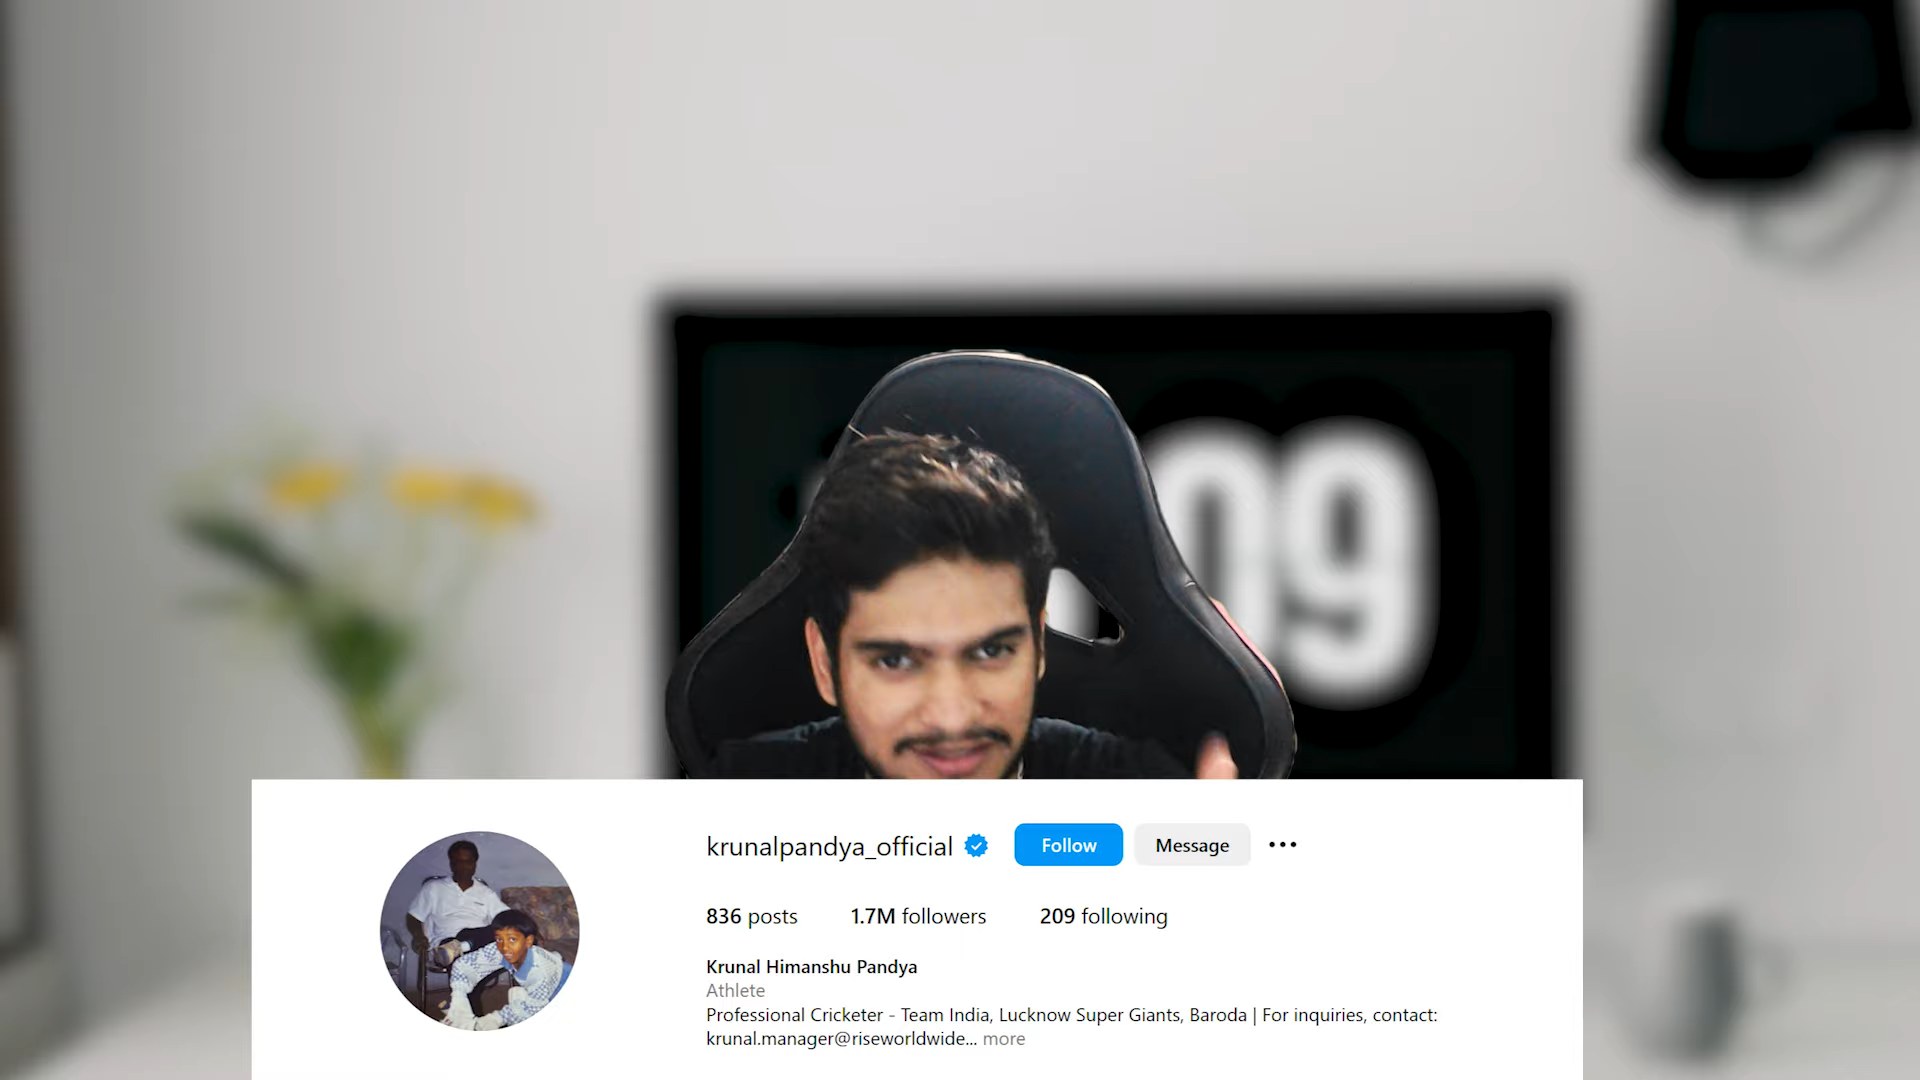 09
krunalpandya_official Follow Message
836 posts 1.7M followers 209 following
Krunal Himanshu Pandya
Athlete
Professional Cricketer - Team India, Lucknow Super Giants, Baroda | For inquiries, contact:
krunal.manager@riseworldwide... more